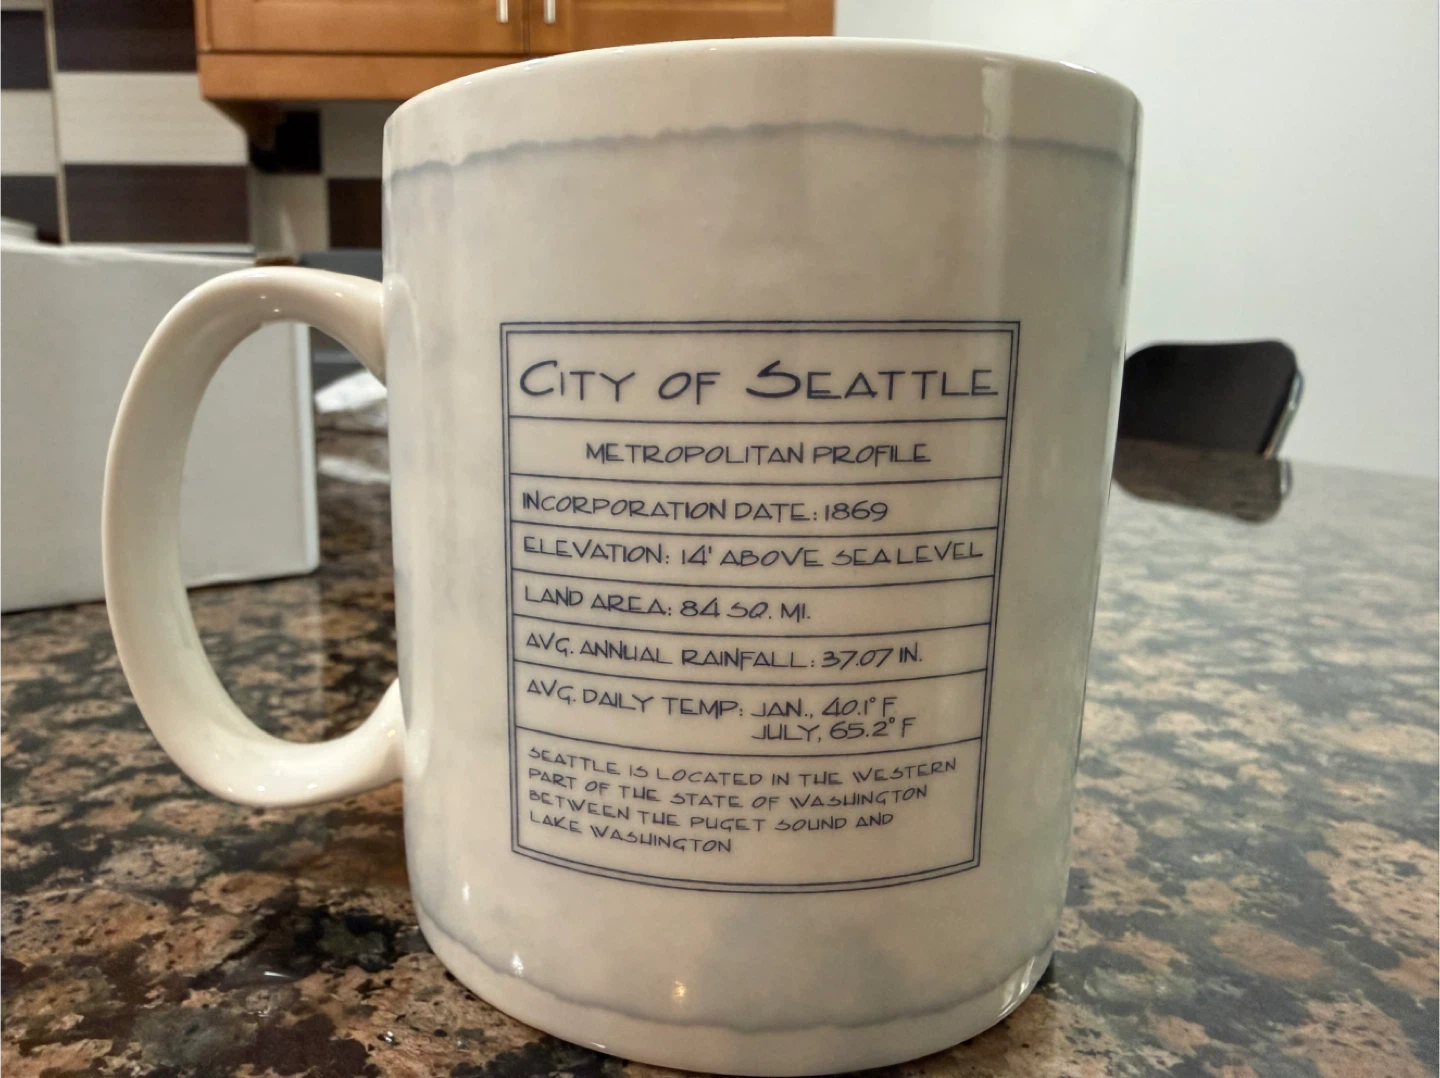 CITY OF SEATTLE
METROPOLITAN PROFILE
INCORPORATION DATE: 1869
ELEVATION: 14' ABOVE SEA LEVEL
LAND AREA: 84 SQ. MI.
AVG. ANNUAL RAINFALL: 37.07 IN.
AVG. DAILY TEMP: JAN., 40.1° F
JULY, 65.2° F
SEATTLE IS LOCATED IN THE WESTERN
PART OF THE STATE OF WASHINGTON
BETWEEN THE PUGET SOUND AND
LAKE WASHINGTON